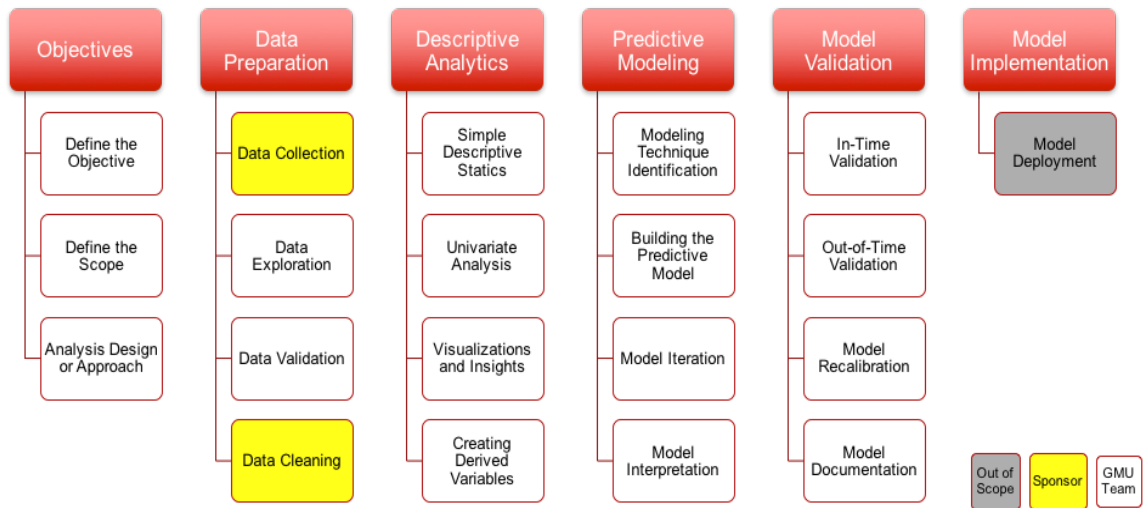 Objectives
Define the
Objective
Define the
Scope
Analysis Design
or Approach
Data
Preparation
Data Collection
Data
Exploration
Data Validation
Data Cleaning
Descriptive
Analytics
Simple
Descriptive
Statics
Univariate
Analysis
Visualizations
and Insights
Creating
Derived
Variables
Predictive
Modeling
Modeling
Technique
Identification
Building the
Predictive
Model
Model Iteration
Model
Interpretation
Model
Validation
In-Time
Validation
Out-of-Time
Validation
Model
Recalibration
Model
Documentation
Model
Implementation
Model
Deployment
Out of
Scope
Sponsor
GMU
Team